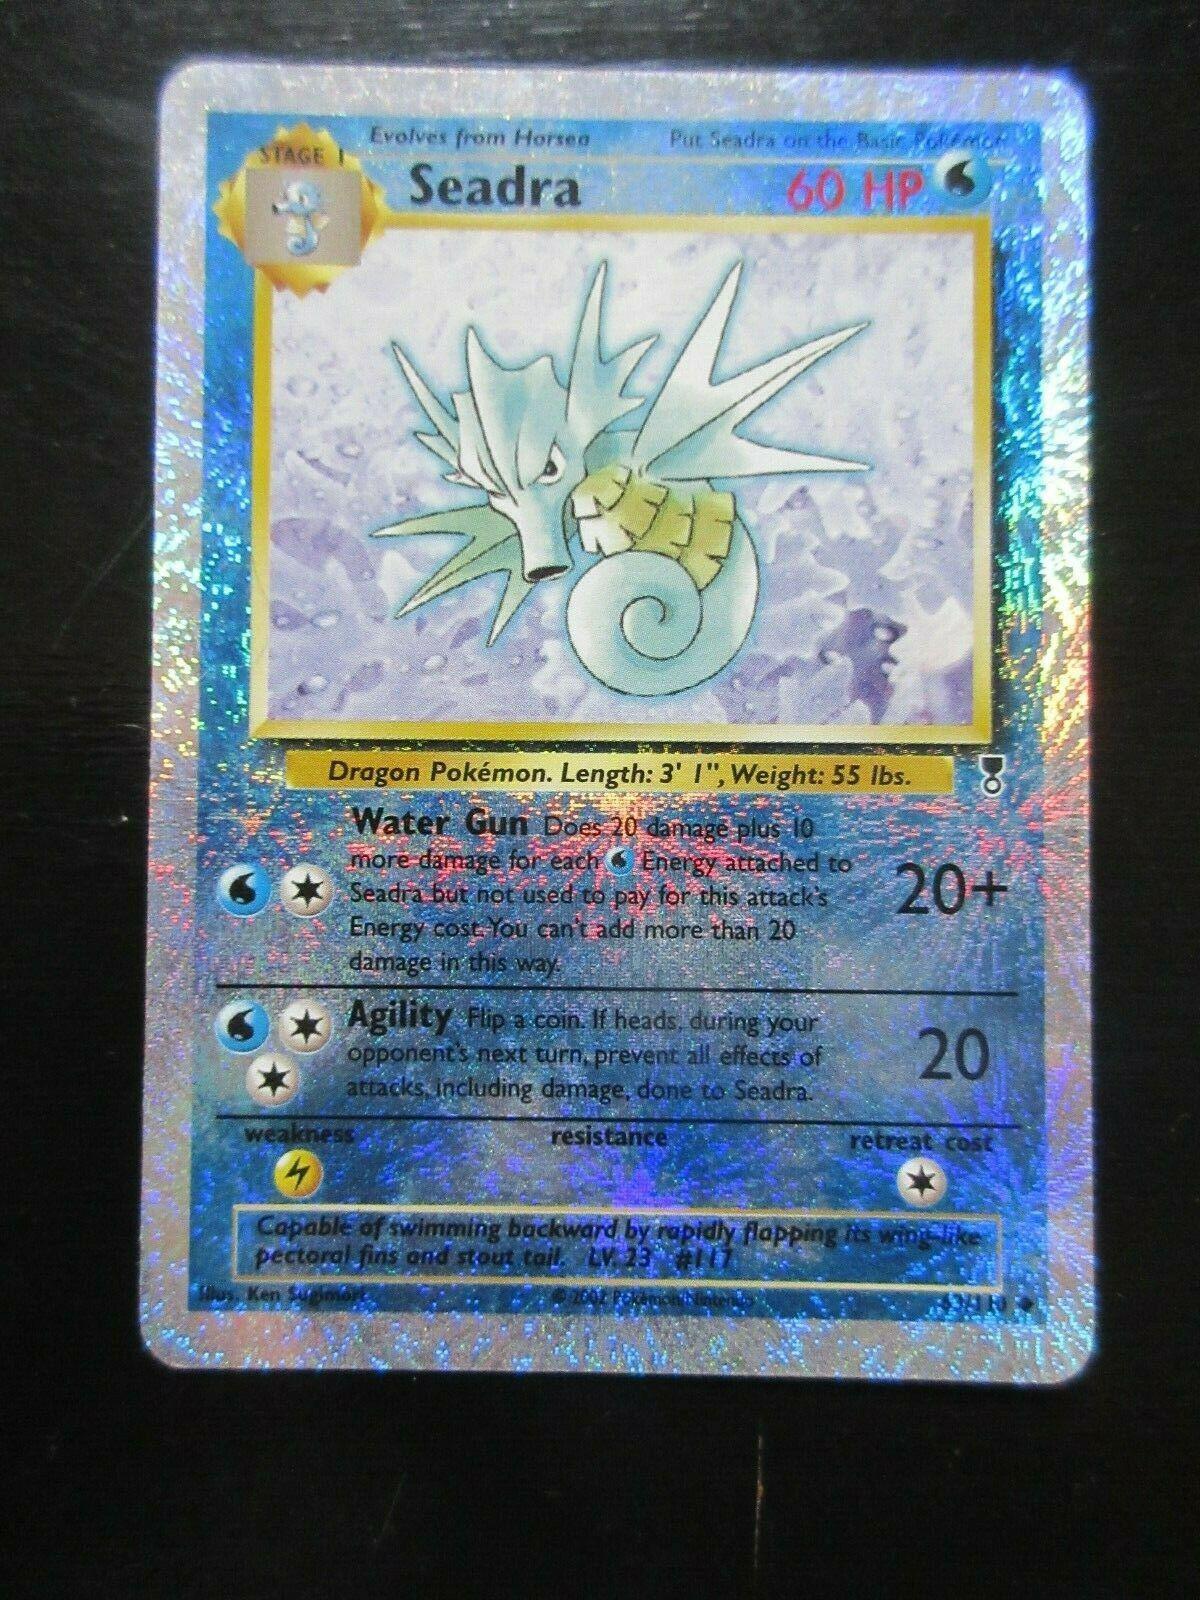 Evolves from Horsea Put Seadra on the Basic Pokémon
STAGE 1
Seadra 60 HP
Dragon Pokémon. Length: 3' 1", Weight: 55 lbs.
Water Gun Does 20 damage plus 10
more damage for each Energy attached to
Seadra but not used to pay for this attack's
Energy cost. You can't add more than 20
damage in this way.
20+
Agility Flip a coin. If heads, during your
opponent's next turn, prevent all effects of
attacks, including damage, done to Seadra.
20
weakness resistance retreat cost
Capable of swimming backward by rapidly flapping its wing-like
pectoral fins and stout tail. LV. 23 #117
Illus. Ken Sugimori © 2002 Pokémon/Nintendo 63/110